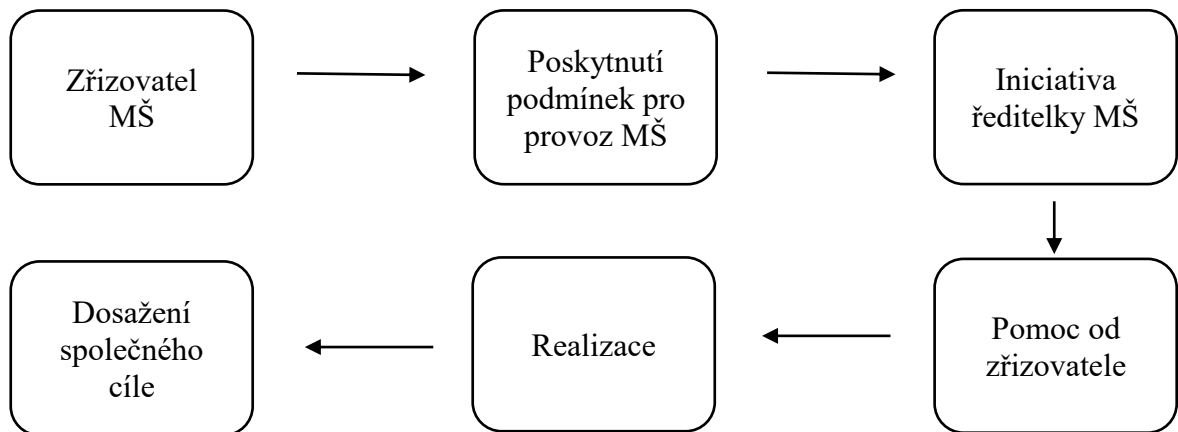 Zřizovatel
MŠ
Poskytnutí
podmínek pro
provoz MŠ
Iniciativa
ředitelky MŠ
Pomoc od
zřizovatele
Realizace
Dosažení
společného
cíle